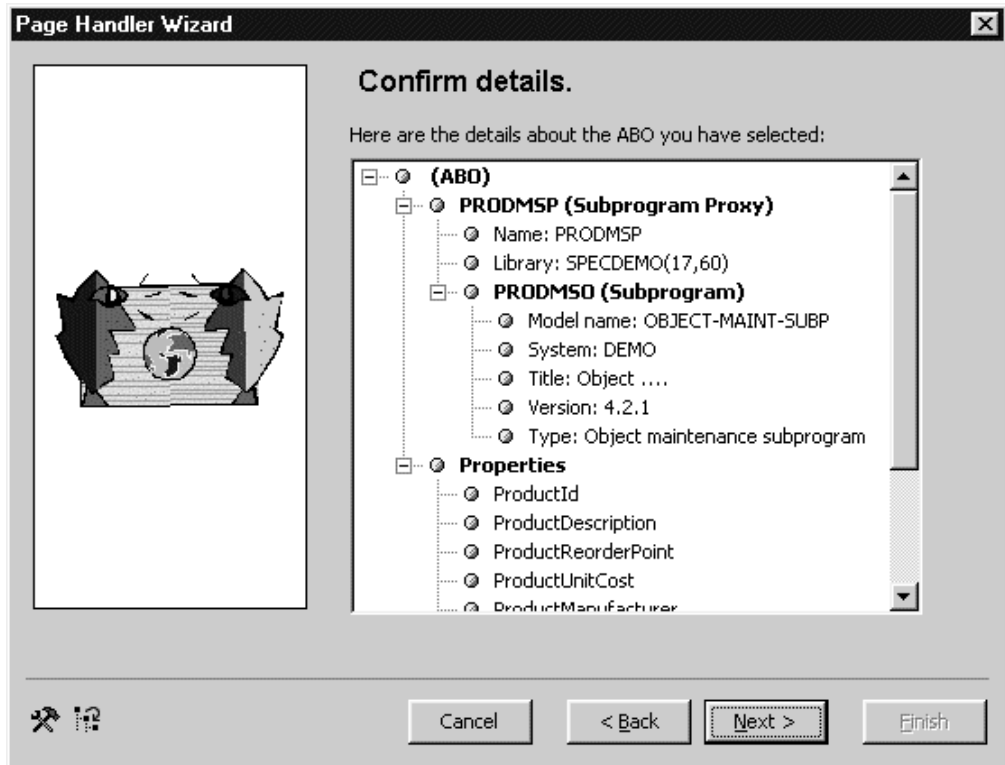 Page Handler Wizard
Confirm details.
Here are the details about the ABO you have selected:
(ABO)
PRODMSP (Subprogram Proxy)
Name: PRODMSP
Library: SPECDEMO(17,60)
PRODMSO (Subprogram)
Model name: OBJECT-MAINT-SUBP
System: DEMO
Title: Object ....
Version: 4.2.1
Type: Object maintenance subprogram
Properties
ProductId
ProductDescription
ProductReorderPoint
ProductUnitCost
ProductManufacturer
Cancel < Back Next > Finish